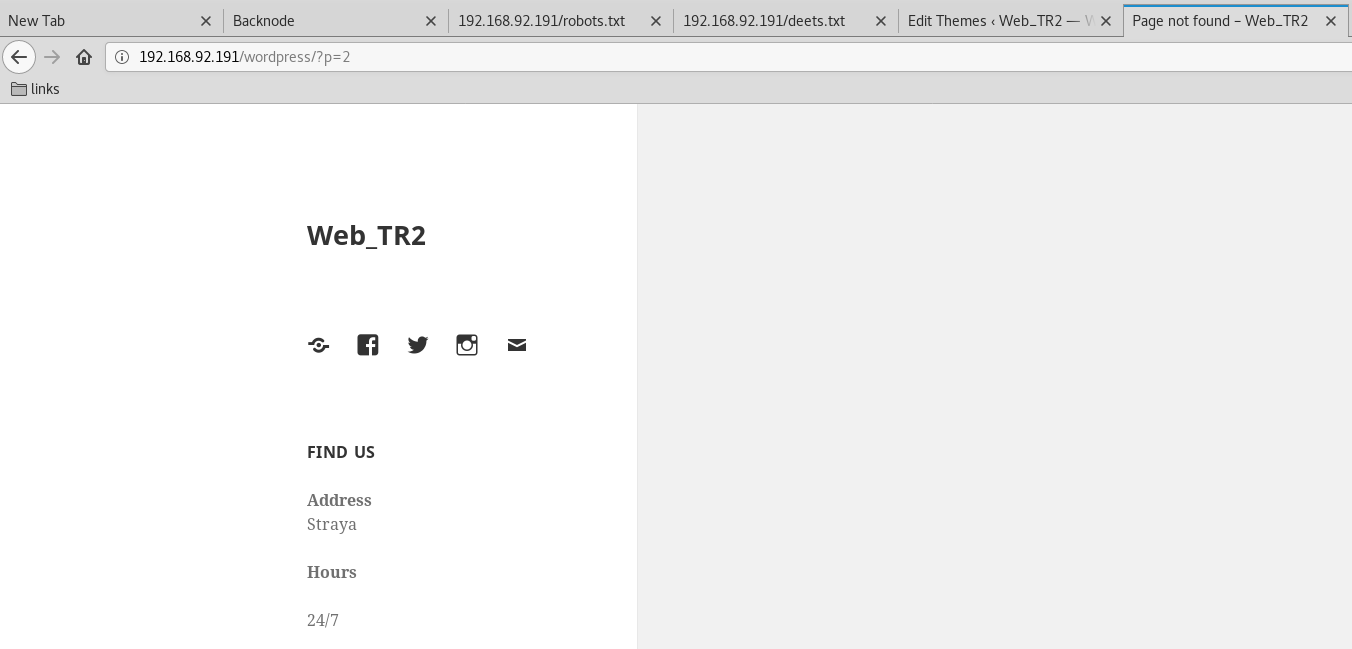 New Tab
Backnode
192.168.92.191/robots.txt
192.168.92.191/deets.txt
Edit Themes ‹ Web_TR2 — W
Page not found – Web_TR2
192.168.92.191/wordpress/?p=2
links
Web_TR2
FIND US
Address
Straya
Hours
24/7